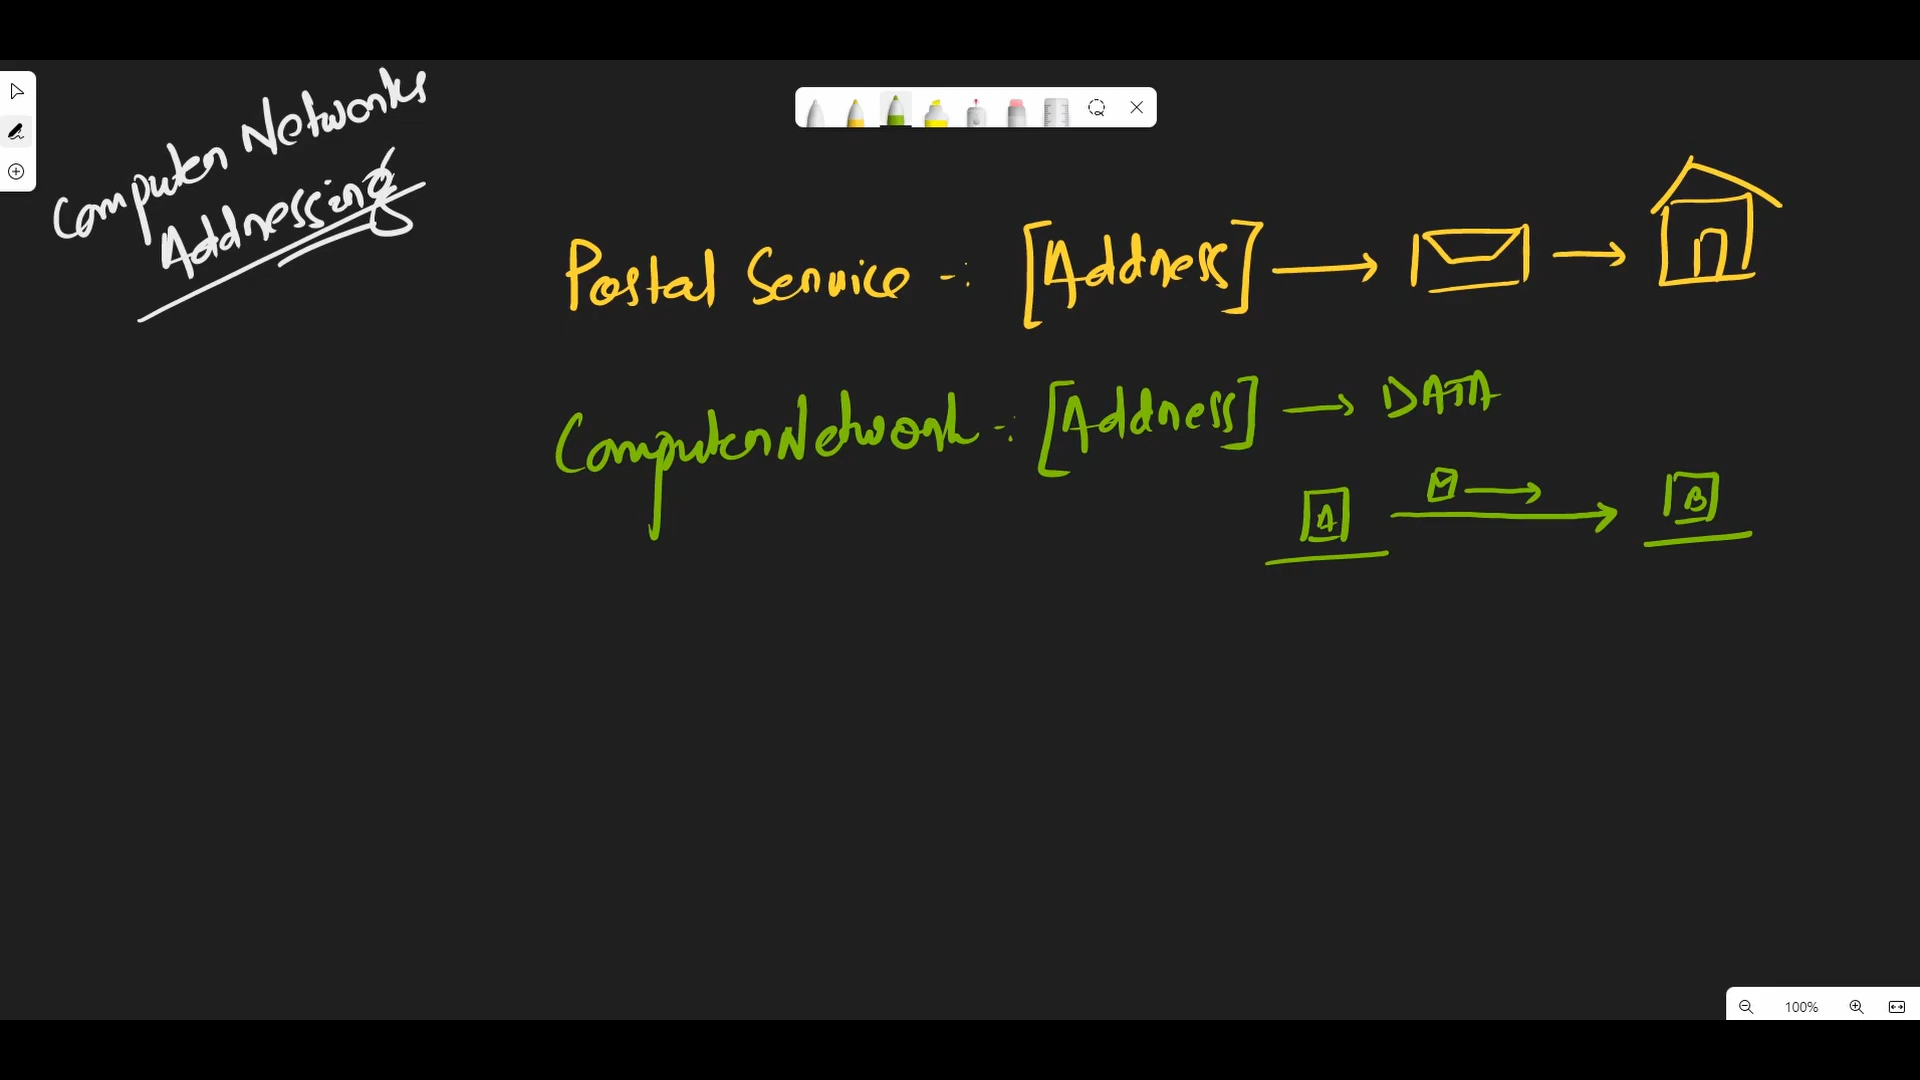 Computer Networks
Addressing
Postal Service -: [Address]
Computer Network -: [Address] → DATA
A
B
100%